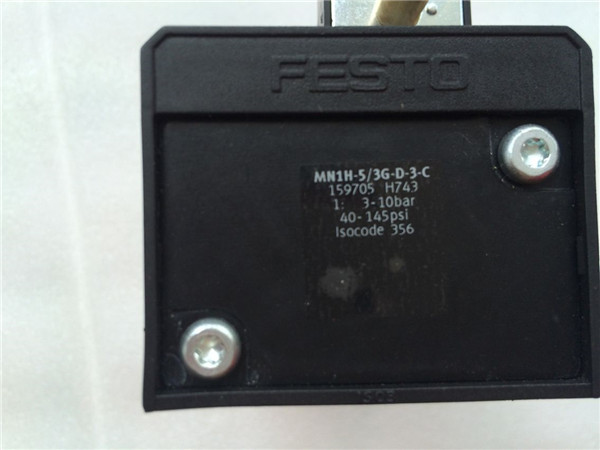 FESTO
MN1H-5/3G-D-3-C
159705 H743
1: 3-10bar
40-145psi
Isocode 356